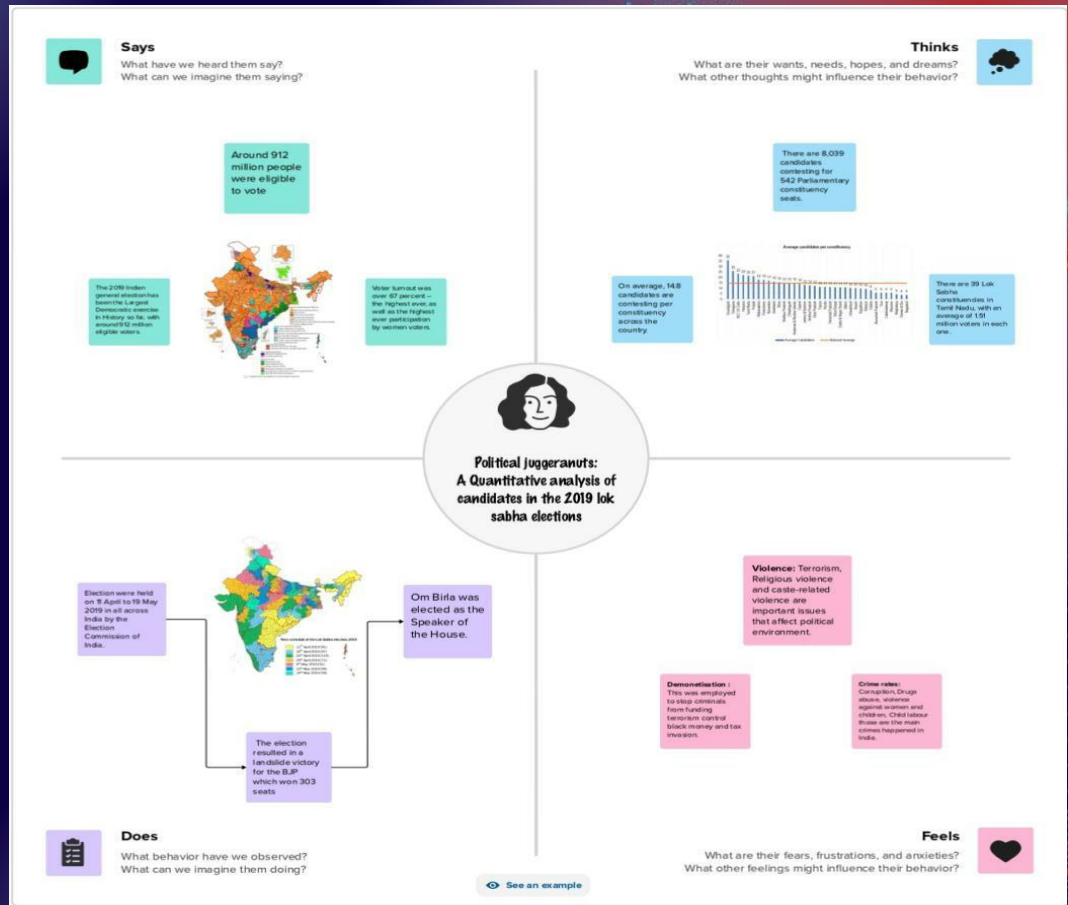 Says
What have we heard them say?
What can we imagine them saying?
Thinks
What are their wants, needs, hopes, and dreams?
What other thoughts might influence their behavior?
Around 912
million people
were eligible
to vote
The 2019 Indian
general election has
been the Largest
Democratic exercise
in History so far, with
around 912 million
eligible voters.
Voter turnout was
over 67 percent –
the highest ever, as
well as the highest
ever participation
by women voters.
There are 8,039
candidates
contesting for
542 Parliamentary
constituency
seats.
On average, 14.8
candidates are
contesting per
constituency
across the
country.
Average candidates per constituency
There are 39 Lok
Sabha
constituencies in
Tamil Nadu, with an
average of 1.51
million voters in each
one.
Political juggeranuts:
A Quantitative analysis of
candidates in the 2019 lok
sabha elections
Election were held
on 11 April to 19 May
2019 in all across
India by the
Election
Commission of
India.
Om Birla was
elected as the
Speaker of
the House.
The election
resulted in a
landslide victory
for the BJP
which won 303
seats
Violence: Terrorism,
Religious violence
and caste-related
violence are
important issues
that affect political
environment.
Demonetisation :
This was employed
to stop criminals
from funding
terrorism control
black money and tax
invasion.
Crime rates:
Corruption, Drugs
abuse, violence
against women and
children, Child labour
those are the main
crimes happened in
India.
Does
What behavior have we observed?
What can we imagine them doing?
Feels
What are their fears, frustrations, and anxieties?
What other feelings might influence their behavior?
See an example